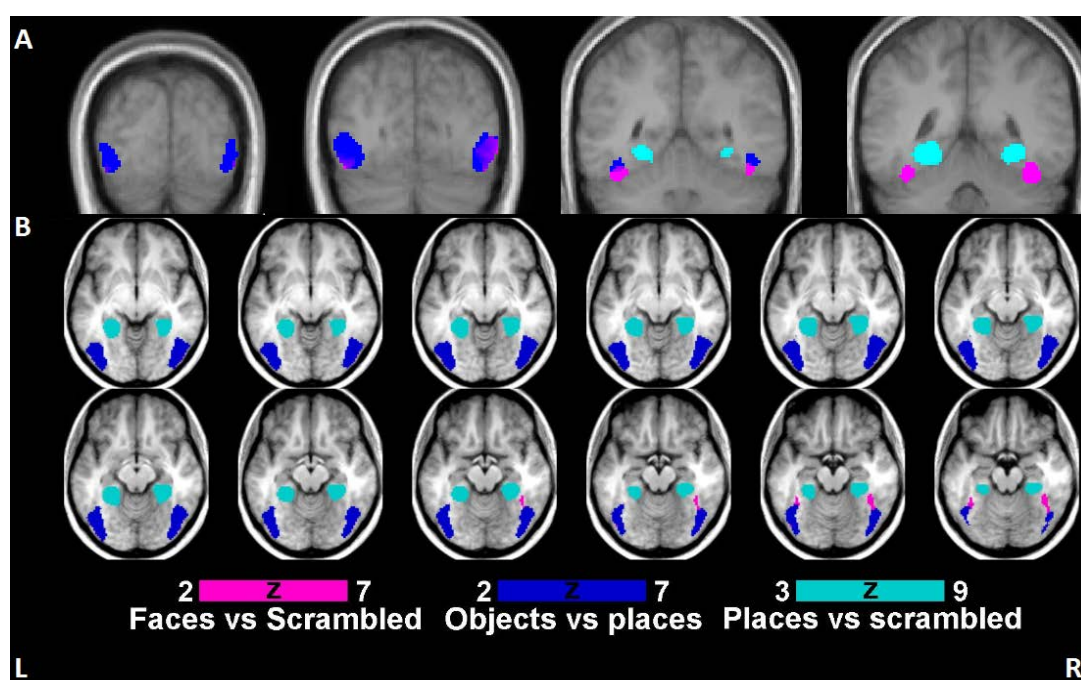 A
B
2 Z 7 2 Z 7 3 Z 9
Faces vs Scrambled Objects vs places Places vs scrambled
L R